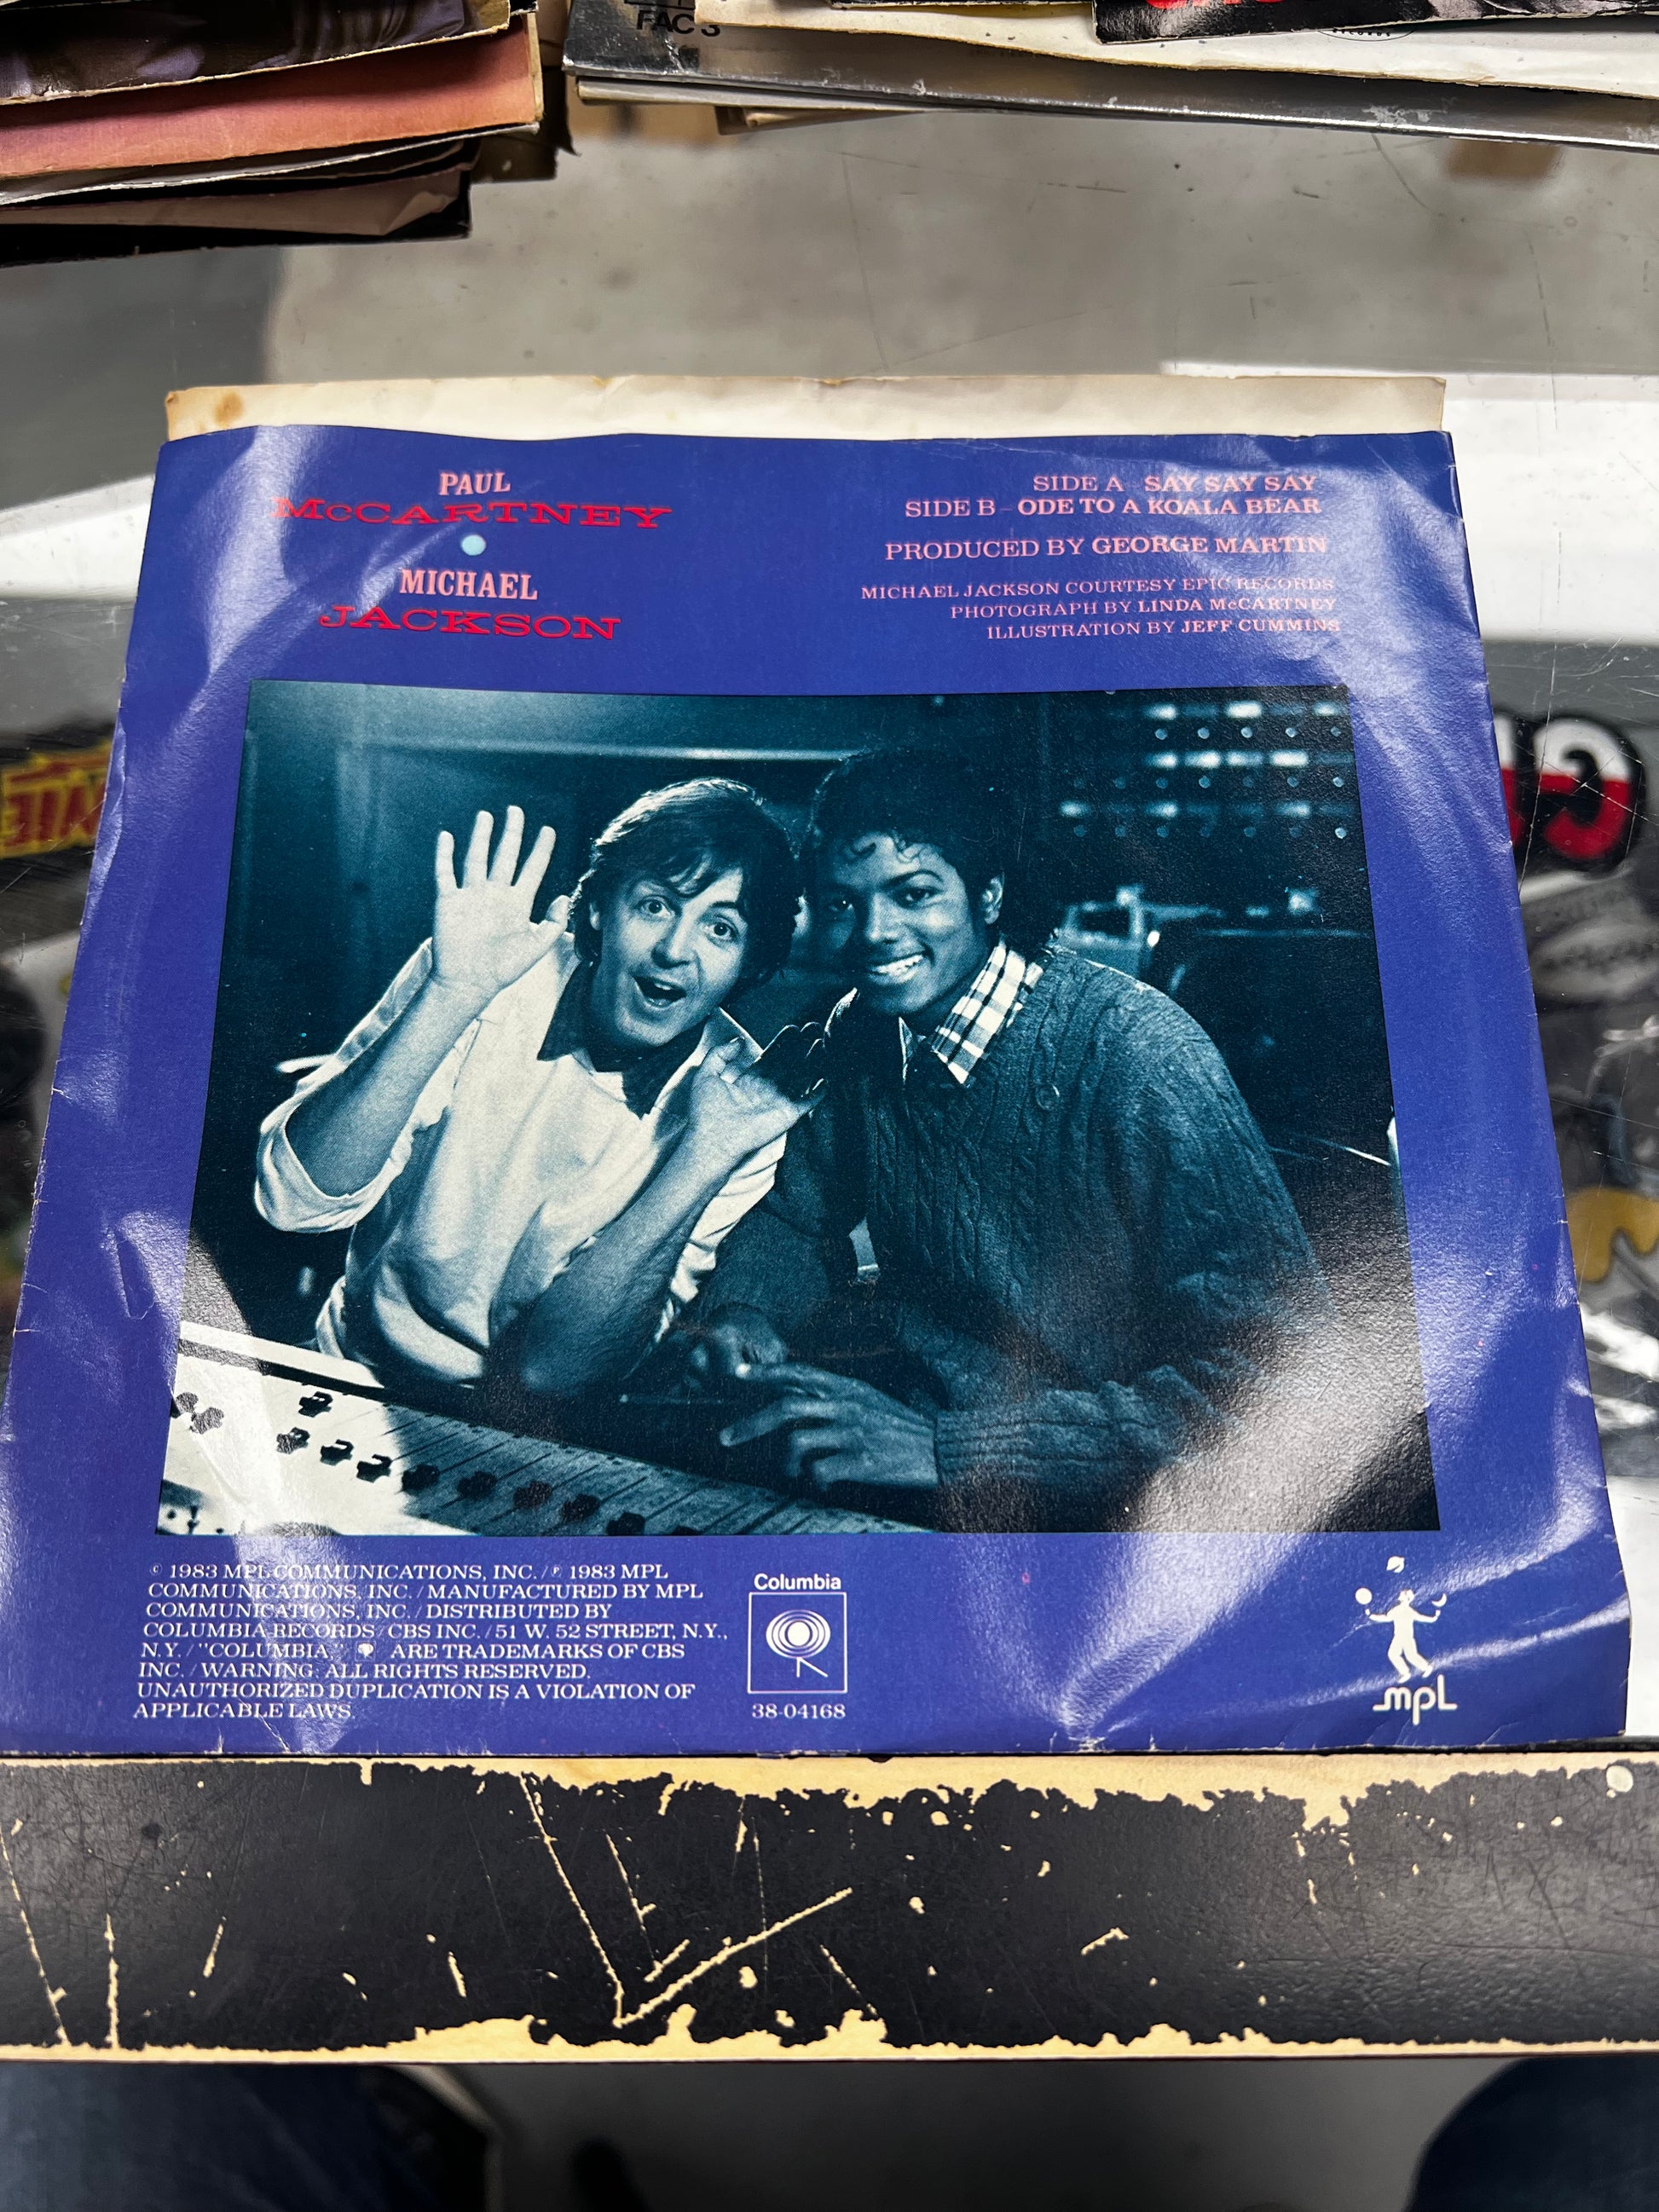 FAC 3
PAUL
McCARTNEY
MICHAEL
JACKSON
SIDE A SAY SAY SAY
SIDE B – ODE TO A KOALA BEAR
PRODUCED BY GEORGE MARTIN
MICHAEL JACKSON COURTESY EPIC RECORDS
PHOTOGRAPH BY LINDA McCARTNEY
ILLUSTRATION BY JEFF CUMMINS
© 1983 MPL COMMUNICATIONS, INC. / ℗ 1983 MPL
COMMUNICATIONS, INC. / MANUFACTURED BY MPL
COMMUNICATIONS, INC. / DISTRIBUTED BY
COLUMBIA RECORDS / CBS INC. / 51 W. 52 STREET, N.Y.,
N.Y. / "COLUMBIA," ARE TRADEMARKS OF CBS
INC. / WARNING: ALL RIGHTS RESERVED.
UNAUTHORIZED DUPLICATION IS A VIOLATION OF
APPLICABLE LAWS.
Columbia
38-04168
mpL